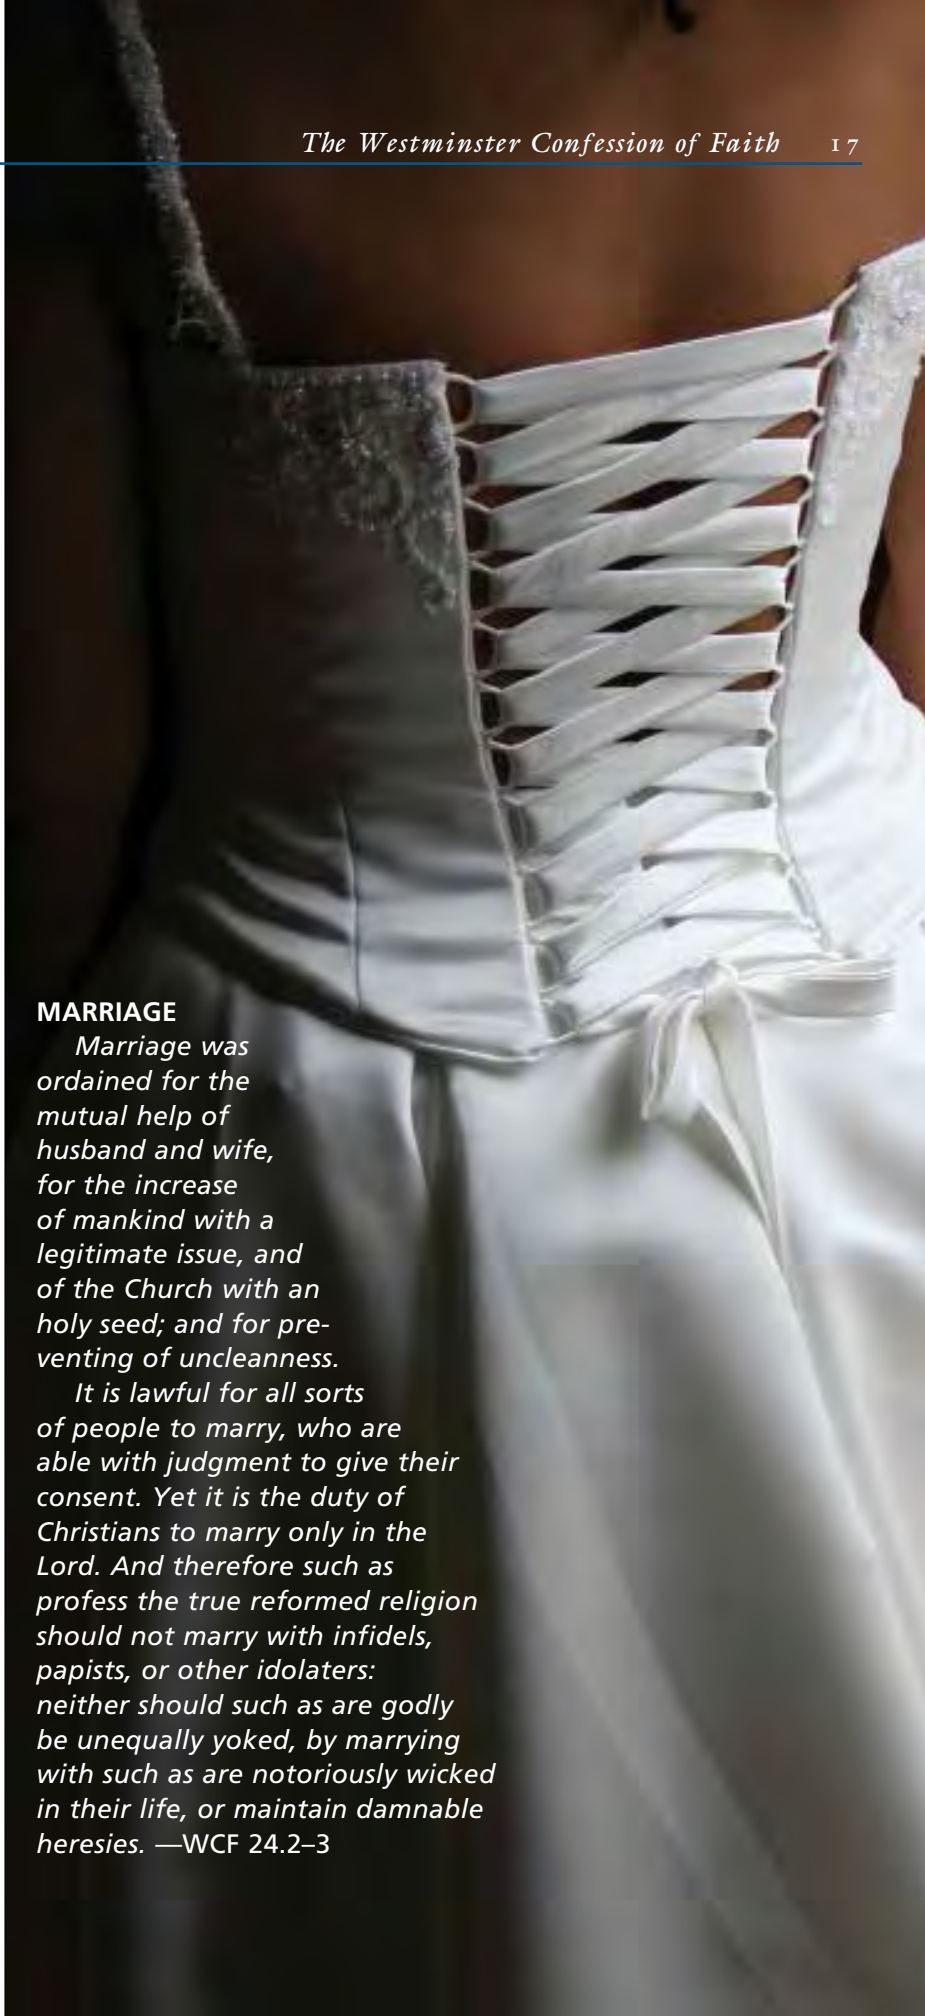 The Westminster Confession of Faith 17
MARRIAGE
Marriage was
ordained for the
mutual help of
husband and wife,
for the increase
of mankind with a
legitimate issue, and
of the Church with an
holy seed; and for pre-
venting of uncleanness.
It is lawful for all sorts
of people to marry, who are
able with judgment to give their
consent. Yet it is the duty of
Christians to marry only in the
Lord. And therefore such as
profess the true reformed religion
should not marry with infidels,
papists, or other idolaters:
neither should such as are godly
be unequally yoked, by marrying
with such as are notoriously wicked
in their life, or maintain damnable
heresies. —WCF 24.2–3